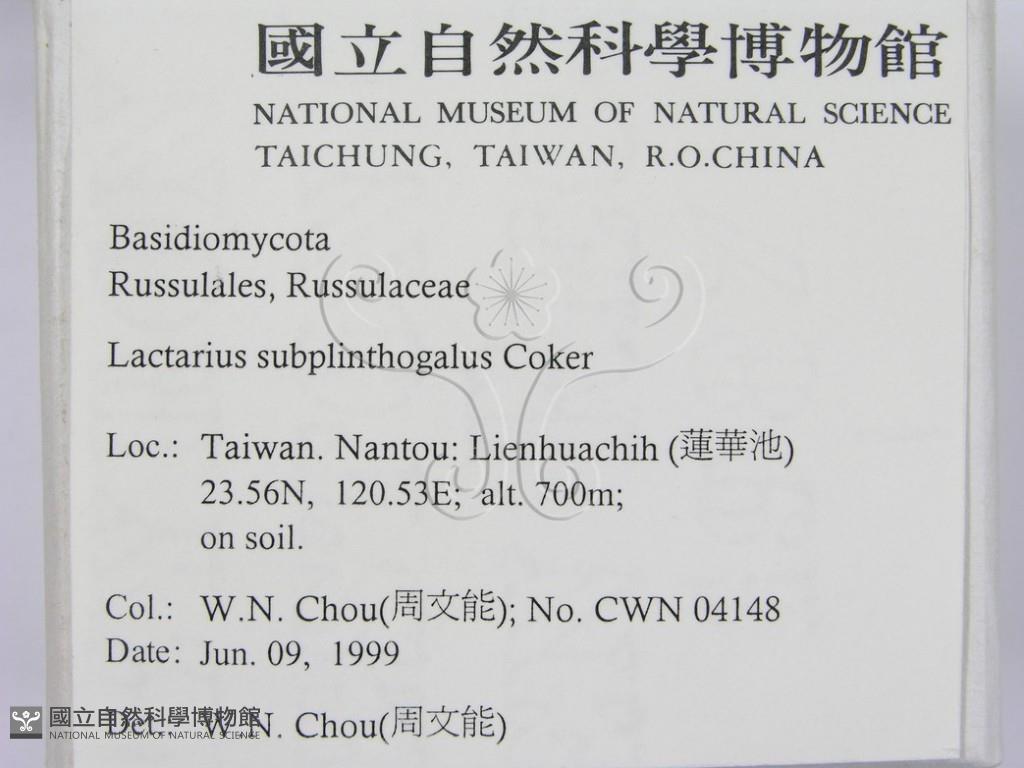 國立自然科學博物館
NATIONAL MUSEUM OF NATURAL SCIENCE
TAICHUNG, TAIWAN, R.O.CHINA
Basidiomycota
Russulales, Russulaceae
Lactarius subplinthogalus Coker
Loc.: Taiwan. Nantou: Lienhuachih (蓮華池)
23.56N, 120.53E; alt. 700m;
on soil.
Col.: W.N. Chou(周文能); No. CWN 04148
Date: Jun. 09, 1999
Det.: W.N. Chou(周文能)
國立自然科學博物館
NATIONAL MUSEUM OF NATURAL SCIENCE